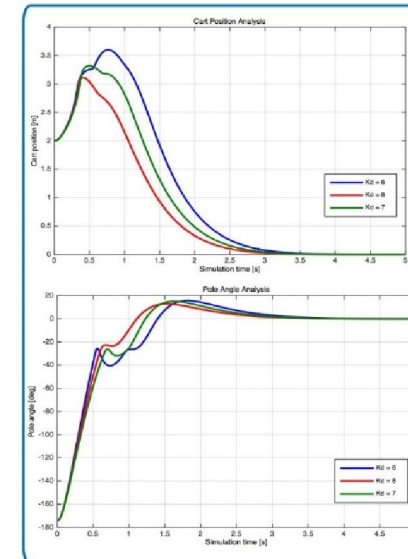 Cart Position Analysis
4
3.5
3
2.5
2
1.5
1
0.5
0
Cart position [m]
Kd = 6
Kd = 8
Kd = 7
0 0.5 1 1.5 2 2.5 3 3.5 4 4.5 5
Simulation time [s]
Pole Angle Analysis
20
0
-20
-40
-60
-80
-100
-120
-140
-160
-180
Pole angle [deg]
Kd = 6
Kd = 8
Kd = 7
0 0.5 1 1.5 2 2.5 3 3.5 4 4.5 5
Simulation time [s]